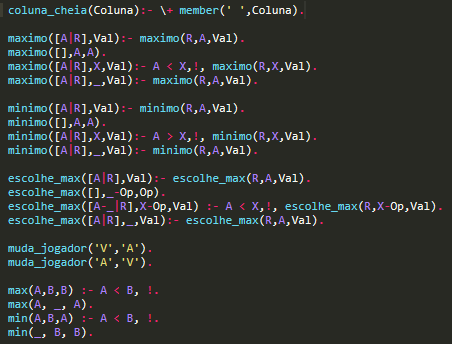 coluna_cheia(Coluna):- \+ member(' ',Coluna).
maximo([A|R],Val):- maximo(R,A,Val).
maximo([],A,A).
maximo([A|R],X,Val):- A < X,!, maximo(R,X,Val).
maximo([A|R],_,Val):- maximo(R,A,Val).
minimo([A|R],Val):- minimo(R,A,Val).
minimo([],A,A).
minimo([A|R],X,Val):- A > X,!, minimo(R,X,Val).
minimo([A|R],_,Val):- minimo(R,A,Val).
escolhe_max([A|R],Val):- escolhe_max(R,A,Val).
escolhe_max([],_-Op,Op).
escolhe_max([A-_|R],X-Op,Val) :- A < X,!, escolhe_max(R,X-Op,Val).
escolhe_max([A|R],_,Val):- escolhe_max(R,A,Val).
muda_jogador('V','A').
muda_jogador('A','V').
max(A,B,B) :- A < B, !.
max(A, _, A).
min(A,B,A) :- A < B, !.
min(_, B, B).